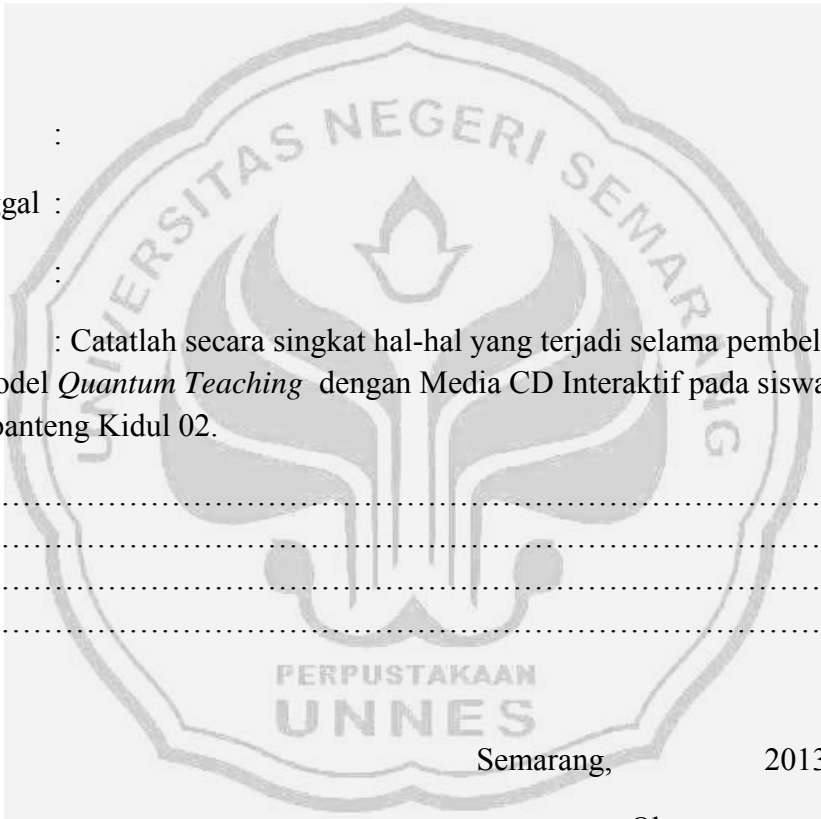 :
ggal :
:
: Catatlah secara singkat hal-hal yang terjadi selama pembel
odel Quantum Teaching dengan Media CD Interaktif pada siswa
panteng Kidul 02.
………………………………………………………………………
………………………………………………………………………
………………………………………………………………………
………………………………………………………………………
UNIVERSITAS NEGERI SEMARANG
PERPUSTAKAAN
UNNES
Semarang, 2013